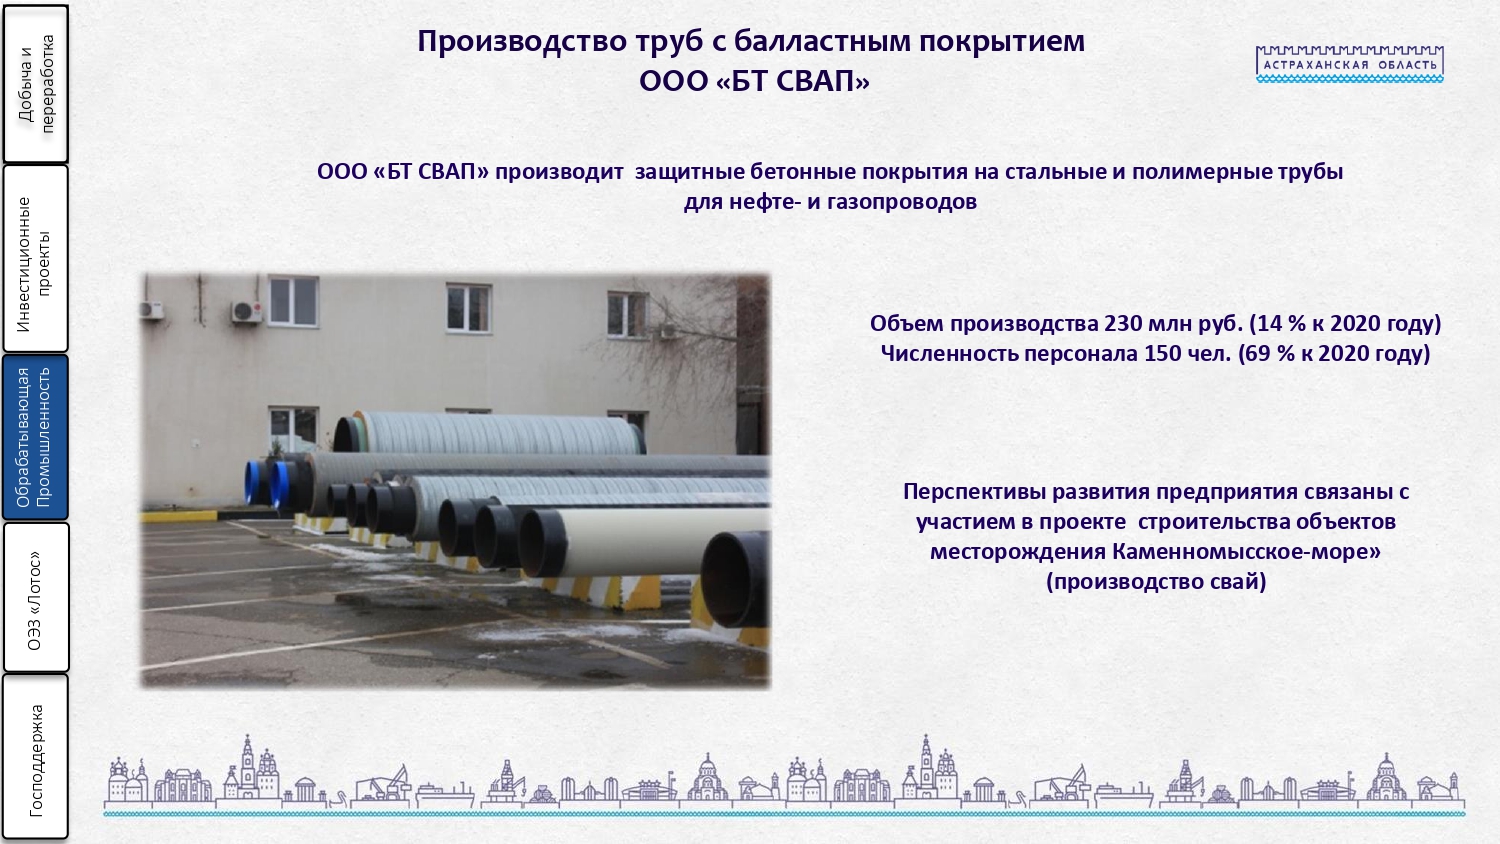 Производство труб с балластным покрытием
ООО «БТ СВАП»
АСТРАХАНСКАЯ ОБЛАСТЬ
Добыча и
переработка
Инвестиционные
проекты
Обрабатывающая
Промышленность
ОЭЗ «Лотос»
Господдержка
ООО «БТ СВАП» производит  защитные бетонные покрытия на стальные и полимерные трубы
для нефте- и газопроводов
Объем производства 230 млн руб. (14 % к 2020 году)
Численность персонала 150 чел. (69 % к 2020 году)
Перспективы развития предприятия связаны с
участием в проекте  строительства объектов
месторождения Каменномысское-море»
(производство свай)